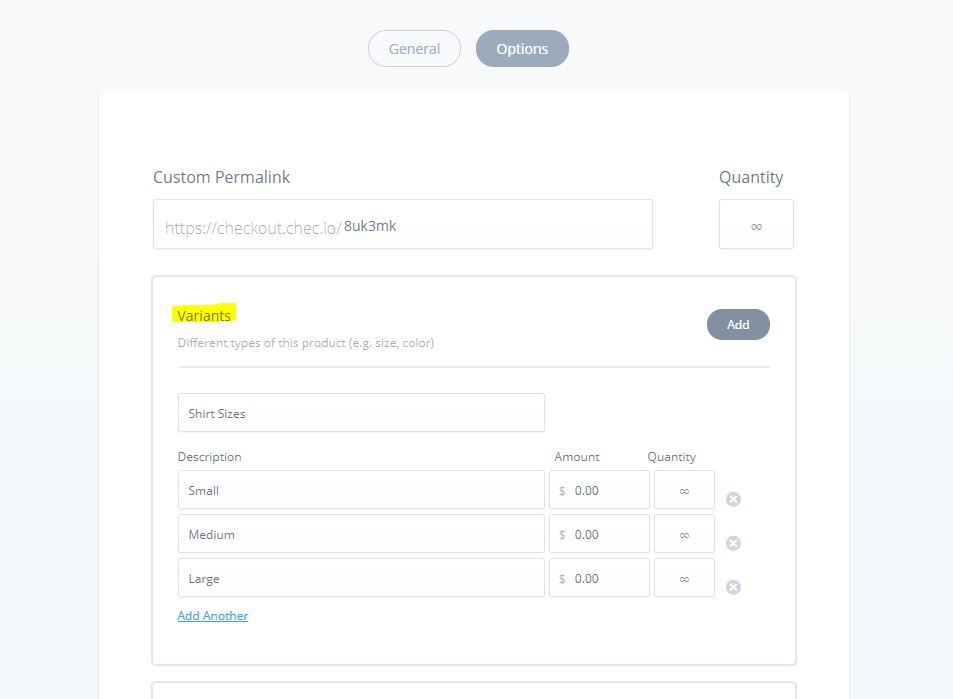 General Options
Custom Permalink Quantity
https://checkout.chec.io/8uk3mk ∞
Variants
Add
Different types of this product (e.g. size, color)
Shirt Sizes
Description Amount Quantity
Small $ 0.00 ∞
Medium $ 0.00 ∞
Large $ 0.00 ∞
Add Another